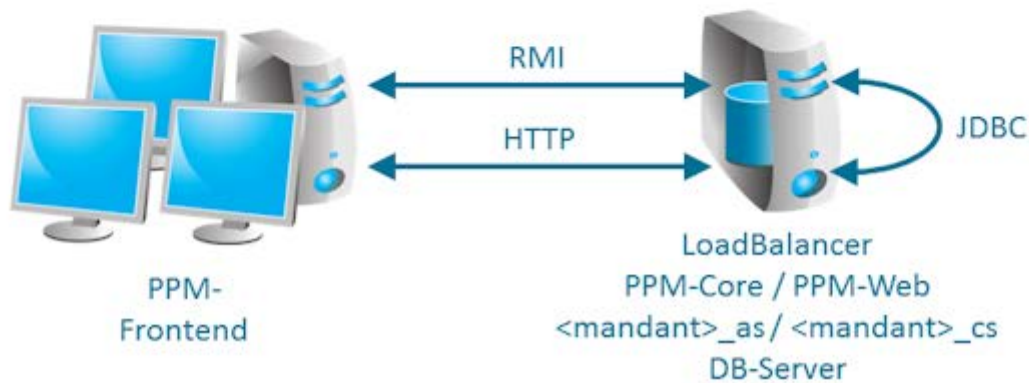 RMI
HTTP
JDBC
PPM-
Frontend
LoadBalancer
PPM-Core / PPM-Web
<mandant>_as / <mandant>_cs
DB-Server